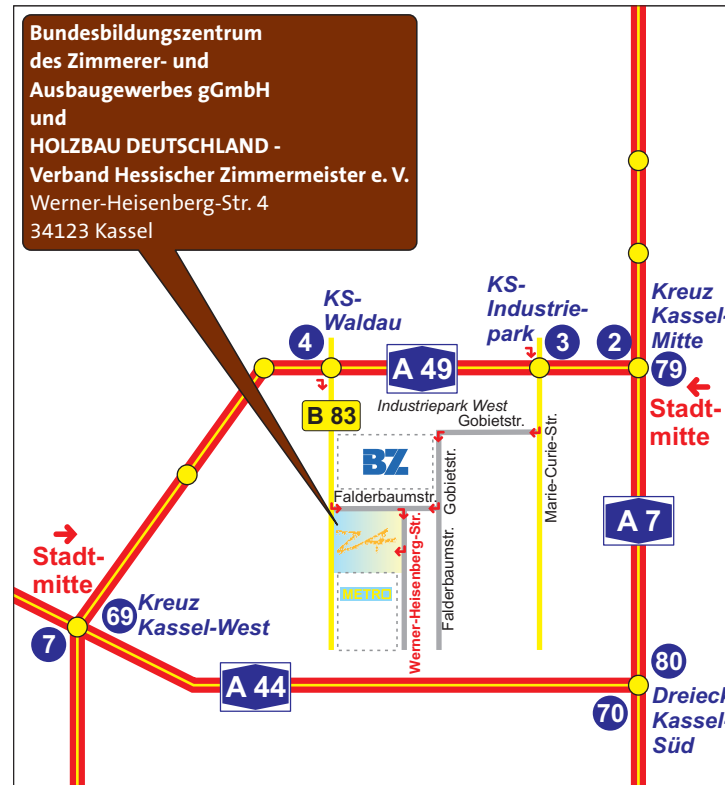 Bundesbildungszentrum
des Zimmerer- und
Ausbaugewerbes gGmbH
und
HOLZBAU DEUTSCHLAND -
Verband Hessischer Zimmermeister e. V.
Werner-Heisenberg-Str. 4
34123 Kassel
KS-
Waldau
KS-
Industrie-
park
Kreuz
Kassel-
Mitte
4
3
2
79
A 49
Stadt-
mitte
B 83
Industriepark West
Gobietstr.
BZ
Gobietstr.
Marie-Curie-Str.
Falderbaumstr.
A 7
Stadt-
mitte
Werner-Heisenberg-Str.
Falderbaumstr.
METRO
69
Kreuz
Kassel-West
7
A 44
80
70
Dreieck
Kassel-
Süd